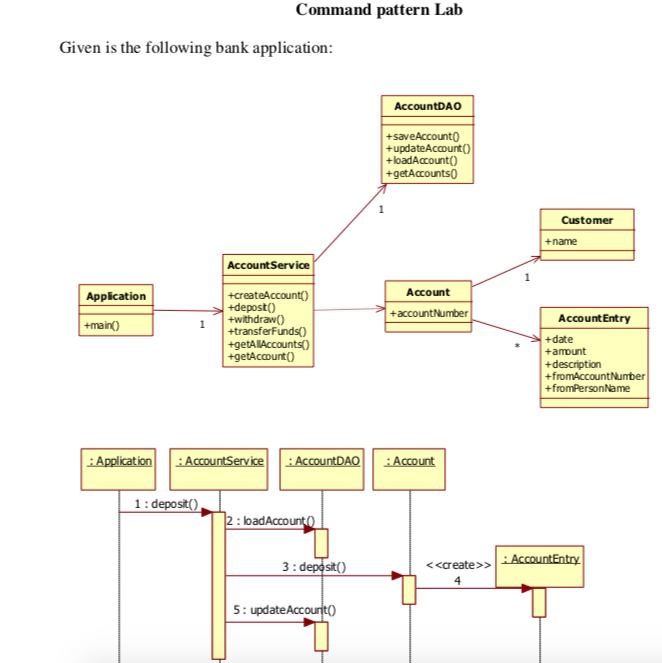 Command pattern Lab
Given is the following bank application:
AccountDAO
+saveAccount()
+updateAccount()
+loadAccount()
+getAccounts()
1
Customer
+name
1
AccountService
+createAccount()
+deposit()
+withdraw()
+transferFunds()
+getAllAccounts()
+getAccount()
Application
+main()
1
Account
+accountNumber
*
AccountEntry
+date
+amount
+description
+fromAccountNumber
+fromPersonName
: Application
: AccountService
: AccountDAO
: Account
1 : deposit()
2 : loadAccount()
3 : deposit()
<<create>>
4
: AccountEntry
5 : updateAccount()